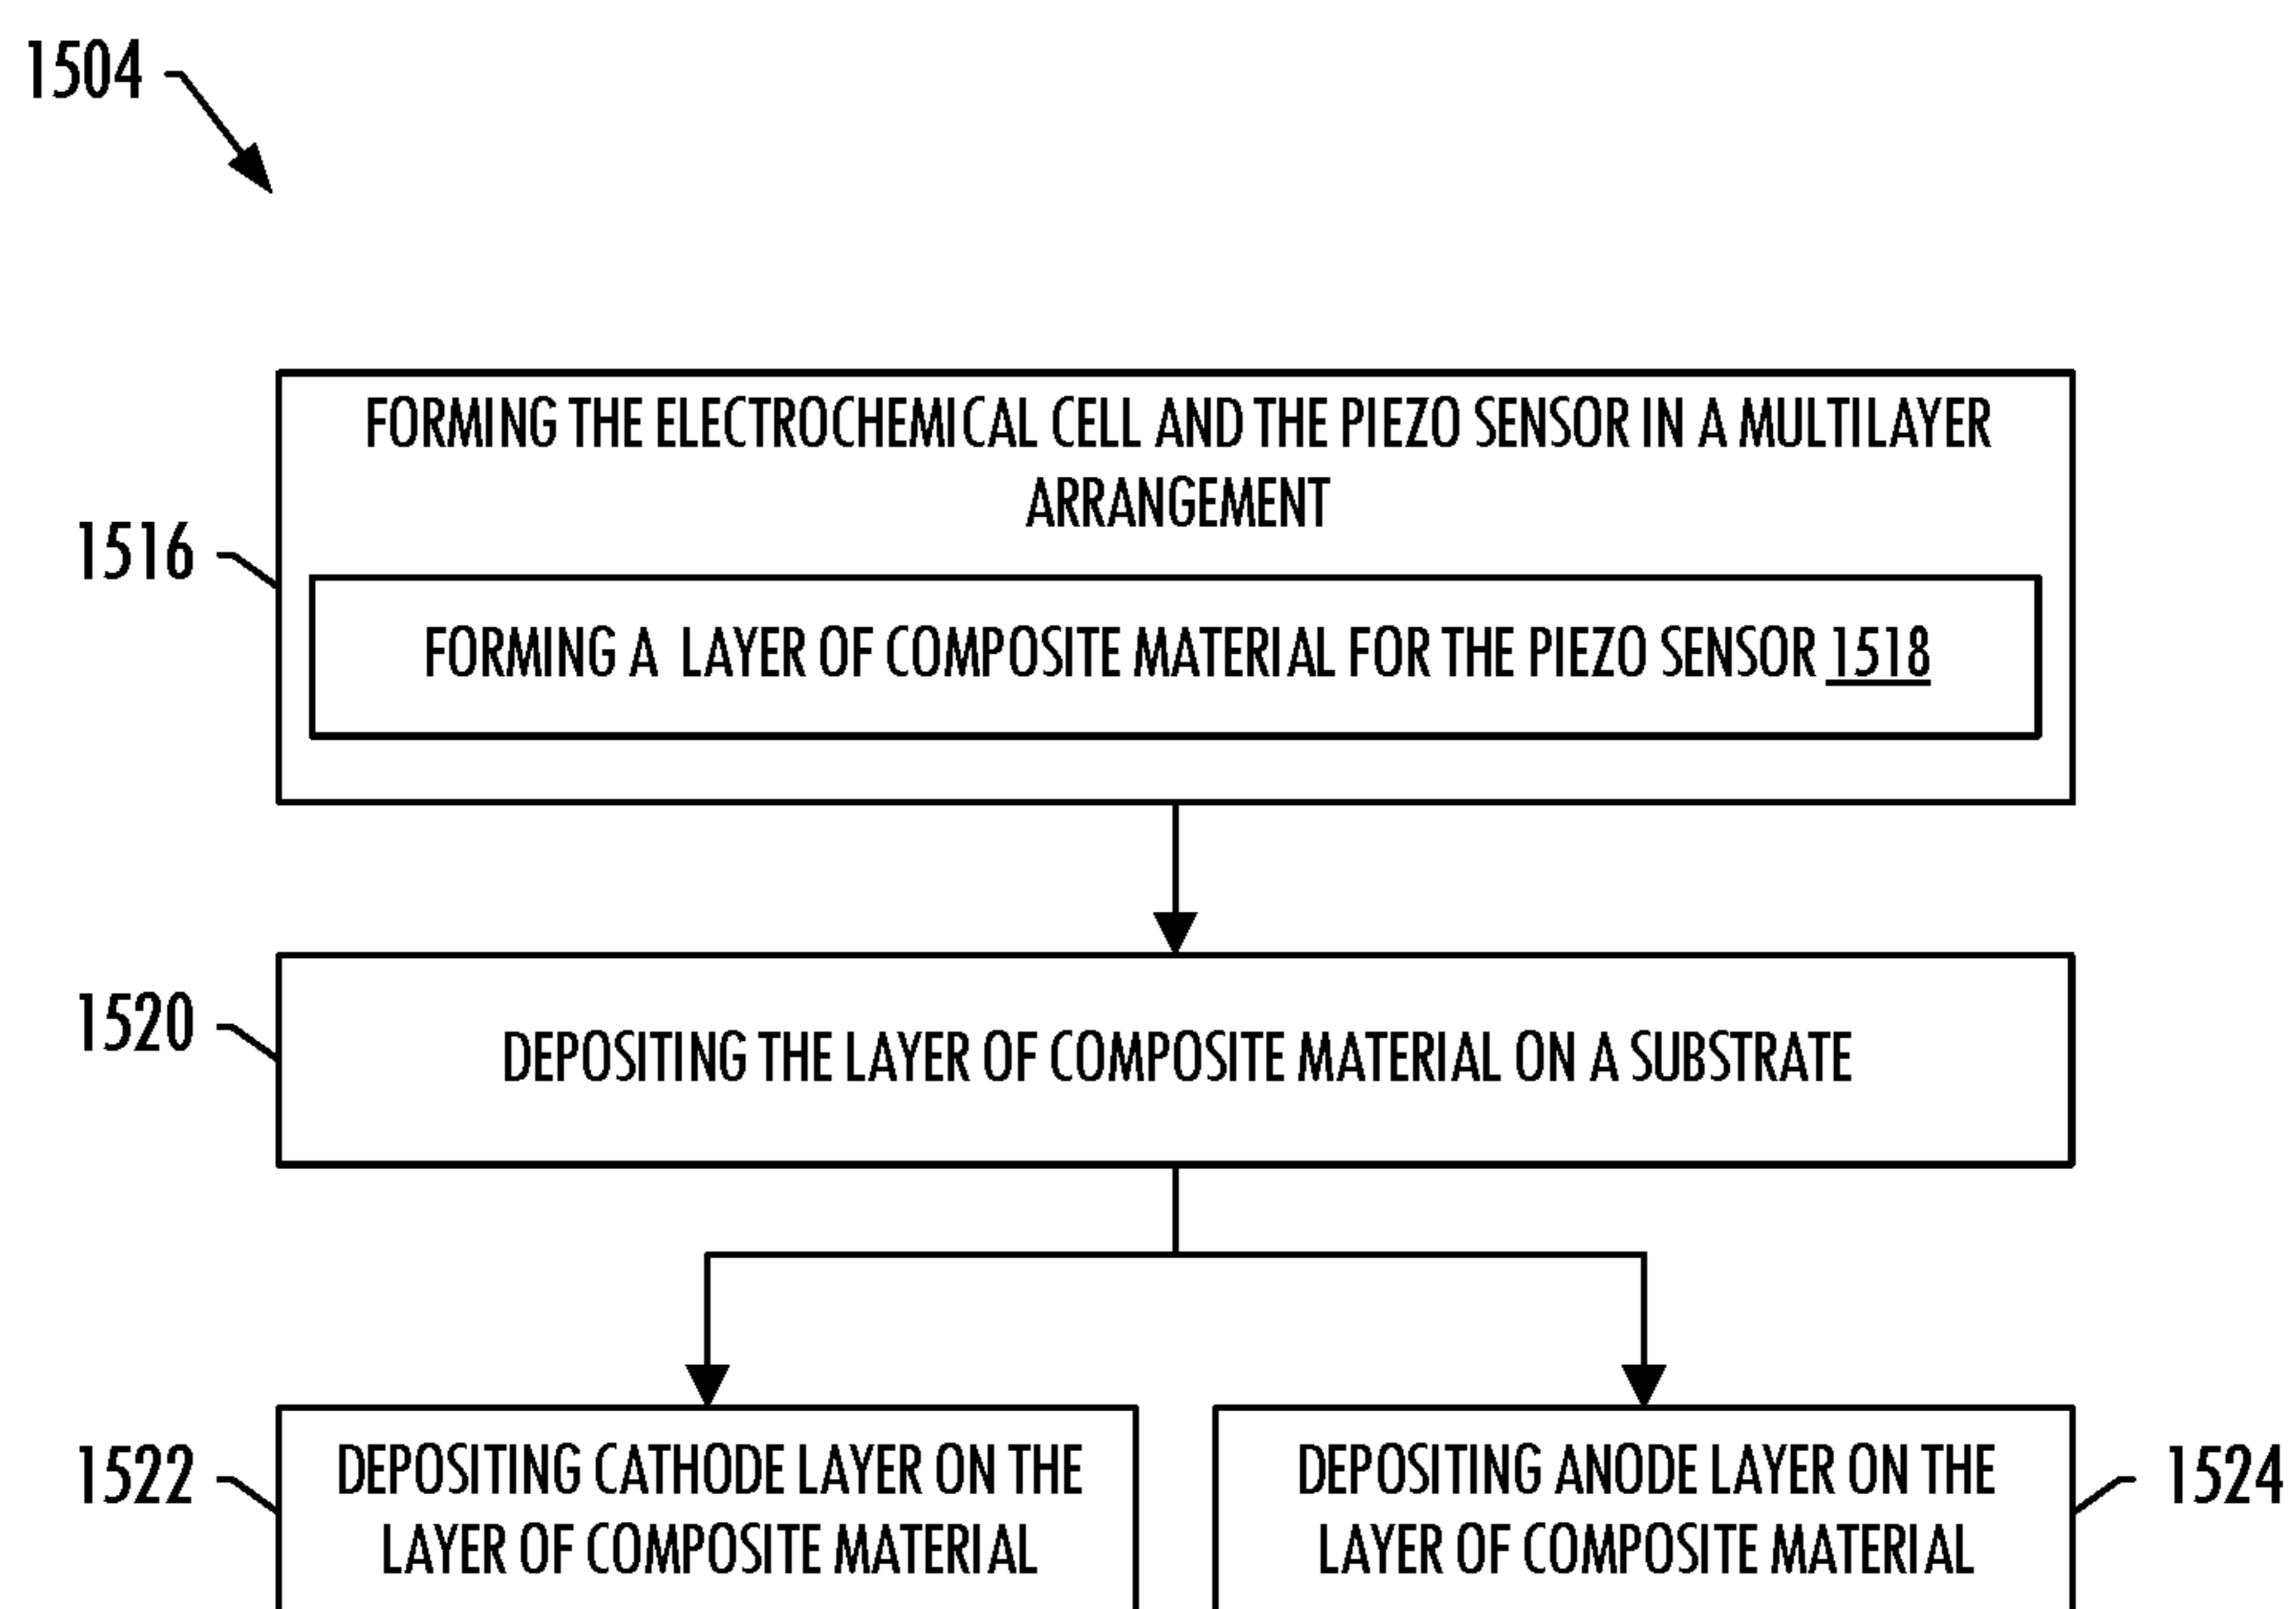 1504
FORMING THE ELECTROCHEMICAL CELL AND THE PIEZO SENSOR IN A MULTILAYER
ARRANGEMENT
1516
FORMING A LAYER OF COMPOSITE MATERIAL FOR THE PIEZO SENSOR 1518
1520
DEPOSITING THE LAYER OF COMPOSITE MATERIAL ON A SUBSTRATE
1522
DEPOSITING CATHODE LAYER ON THE
LAYER OF COMPOSITE MATERIAL
DEPOSITING ANODE LAYER ON THE
LAYER OF COMPOSITE MATERIAL
1524